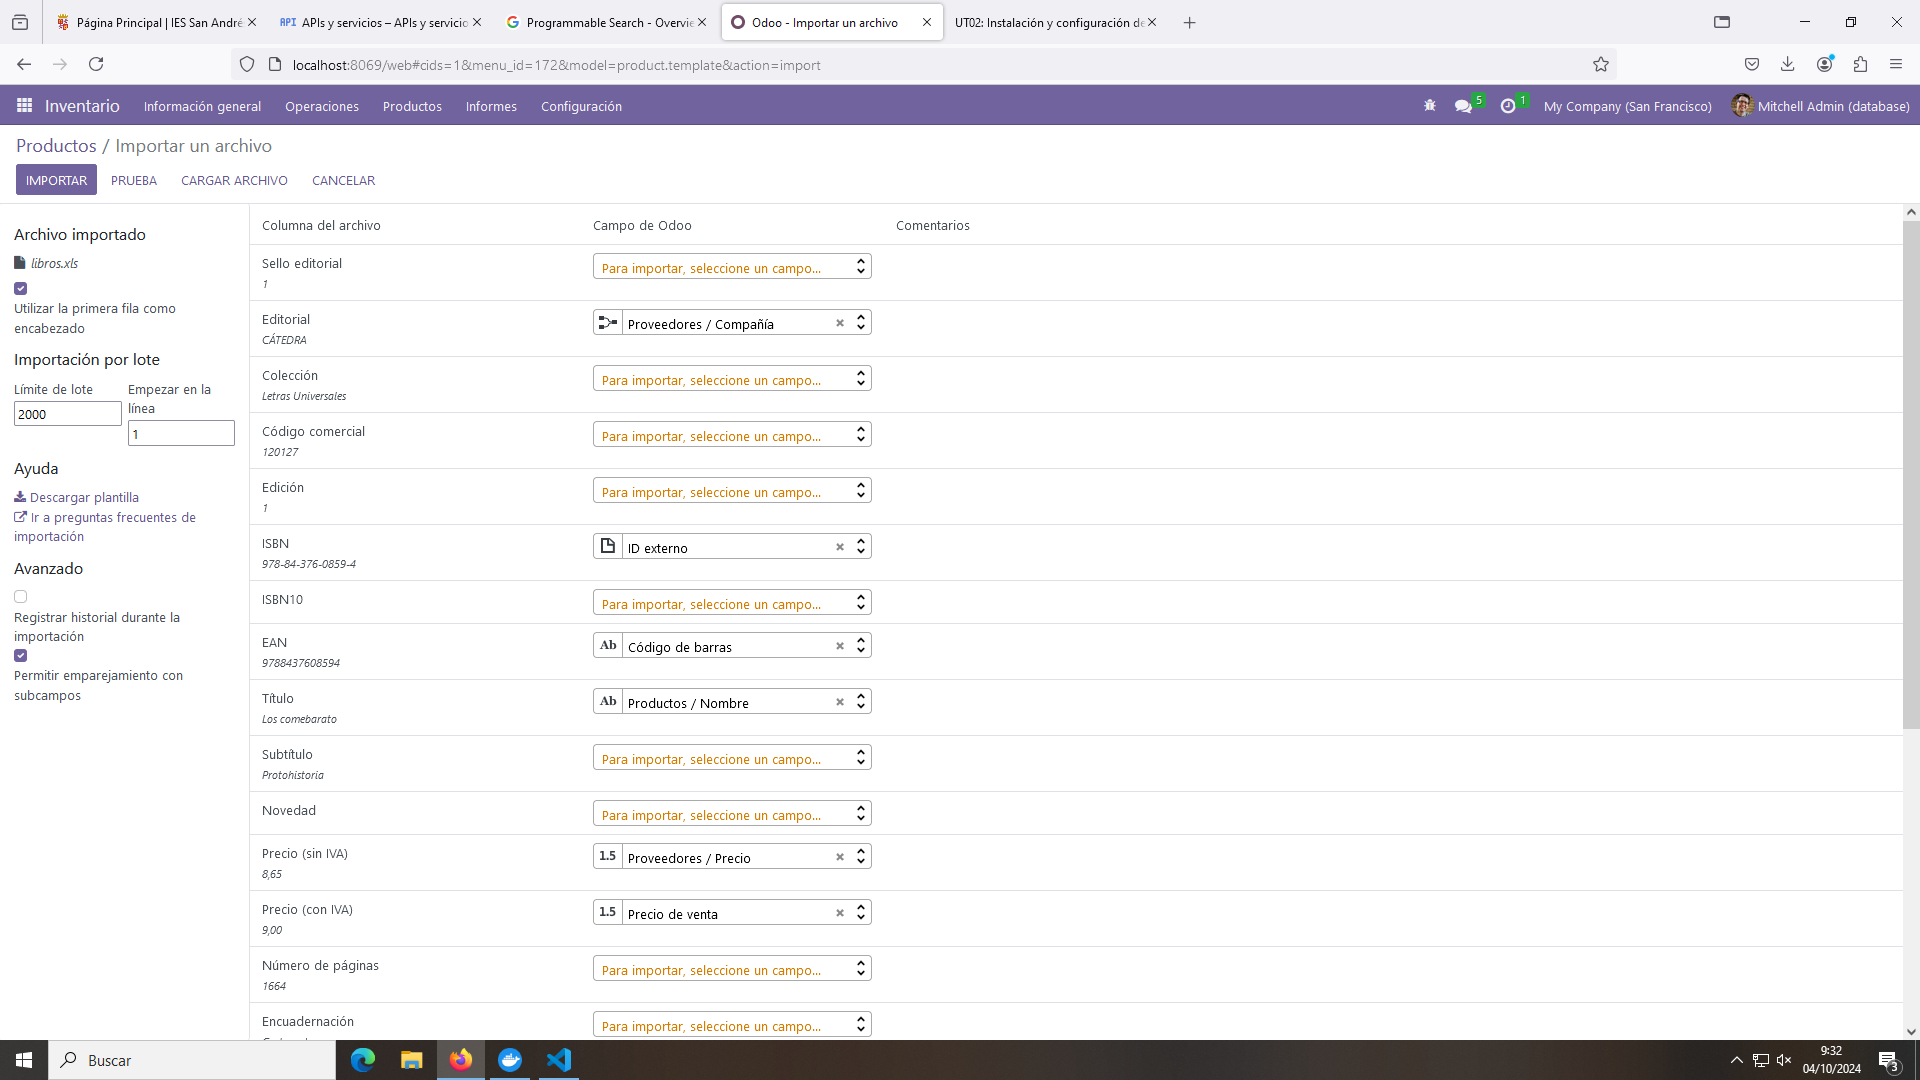 Página Principal | IES San André
APIs y servicios – APIs y servicio
Programmable Search - Overvie
Odoo - Importar un archivo
UT02: Instalación y configuración de
localhost:8069/web#cids=1&menu_id=172&model=product.template&action=import
Inventario
Información general
Operaciones
Productos
Informes
Configuración
5
1
My Company (San Francisco)
Mitchell Admin (database)
Productos / Importar un archivo
IMPORTAR
PRUEBA
CARGAR ARCHIVO
CANCELAR
Archivo importado
libros.xls
Utilizar la primera fila como
encabezado
Importación por lote
Límite de lote
Empezar en la
línea
2000
1
Ayuda
Descargar plantilla
Ir a preguntas frecuentes de
importación
Avanzado
Registrar historial durante la
importación
Permitir emparejamiento con
subcampos
Columna del archivo
Campo de Odoo
Comentarios
Sello editorial
1
Para importar, seleccione un campo...
Editorial
CÁTEDRA
Proveedores / Compañía
Colección
Letras Universales
Para importar, seleccione un campo...
Código comercial
120127
Para importar, seleccione un campo...
Edición
1
Para importar, seleccione un campo...
ISBN
978-84-376-0859-4
ID externo
ISBN10
Para importar, seleccione un campo...
EAN
9788437608594
Ab Código de barras
Título
Los comebarato
Ab Productos / Nombre
Subtítulo
Protohistoria
Para importar, seleccione un campo...
Novedad
Para importar, seleccione un campo...
Precio (sin IVA)
8,65
1.5 Proveedores / Precio
Precio (con IVA)
9,00
1.5 Precio de venta
Número de páginas
1664
Para importar, seleccione un campo...
Encuadernación
Para importar, seleccione un campo...
Buscar
9:32
04/10/2024
3